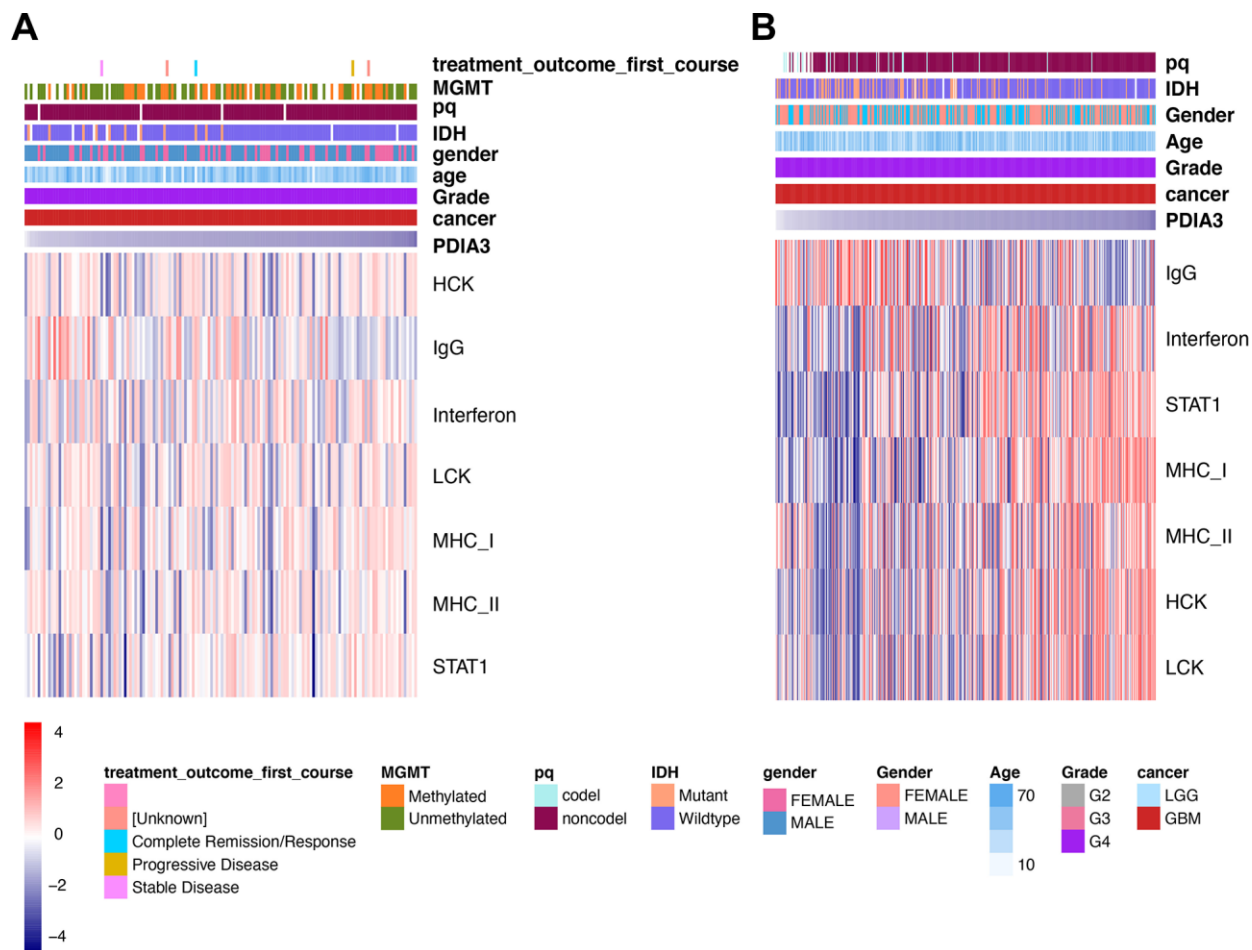 A
treatment_outcome_first_course
MGMT
pq
IDH
gender
age
Grade
cancer
PDIA3
HCK
IgG
Interferon
LCK
MHC_I
MHC_II
STAT1
B
pq
IDH
Gender
Age
Grade
cancer
PDIA3
IgG
Interferon
STAT1
MHC_I
MHC_II
HCK
LCK
4
2
0
−2
−4
treatment_outcome_first_course
[Unknown]
Complete Remission/Response
Progressive Disease
Stable Disease
MGMT
Methylated
Unmethylated
pq
codel
noncodel
IDH
Mutant
Wildtype
gender
FEMALE
MALE
Gender
FEMALE
MALE
Age
70
10
Grade
G2
G3
G4
cancer
LGG
GBM